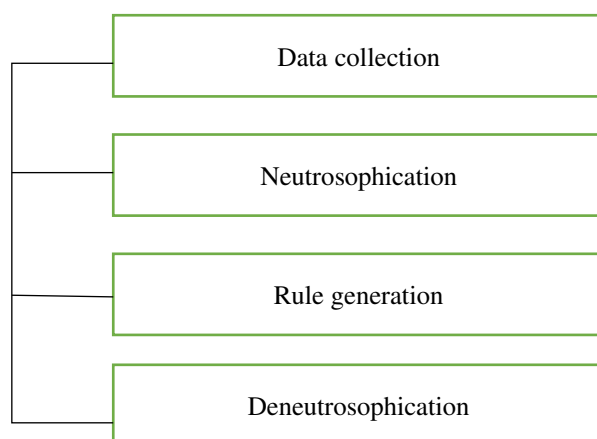 Data collection
Neutrosophication
Rule generation
Deneutrosophication